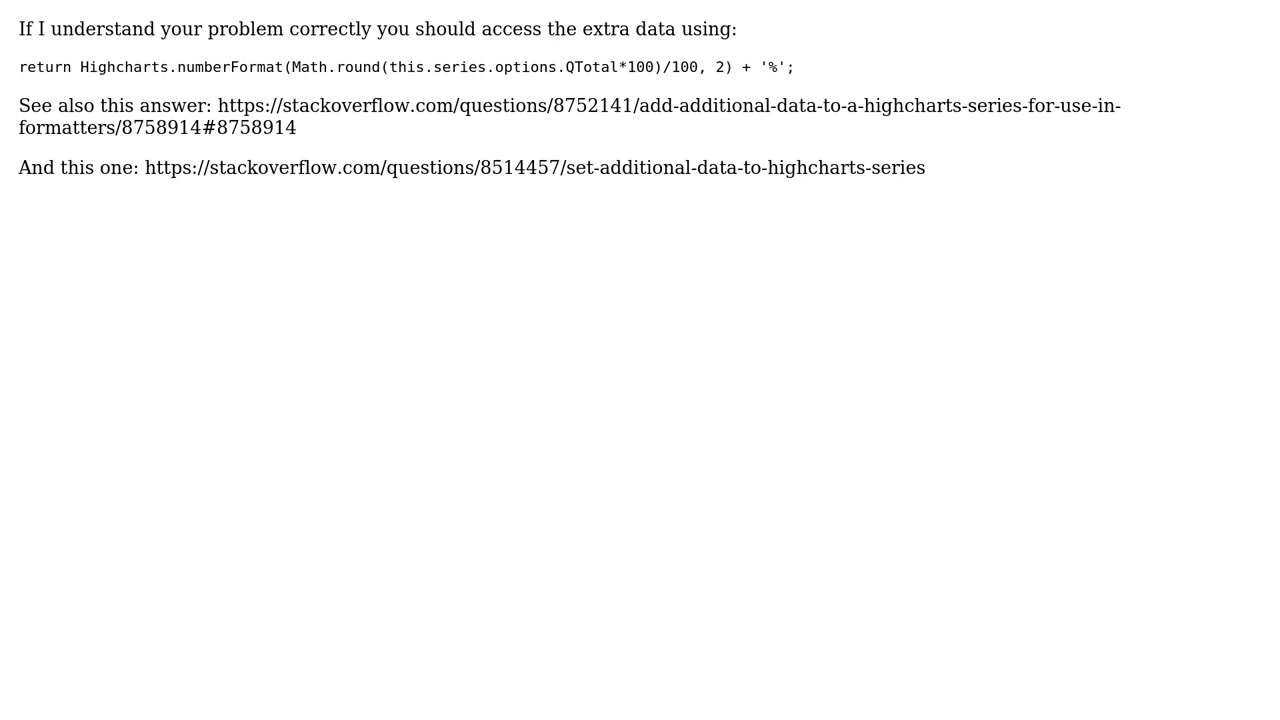 If I understand your problem correctly you should access the extra data using:
return Highcharts.numberFormat(Math.round(this.series.options.QTotal*100)/100, 2) + '%';
See also this answer: https://stackoverflow.com/questions/8752141/add-additional-data-to-a-highcharts-series-for-use-in-
formatters/8758914#8758914
And this one: https://stackoverflow.com/questions/8514457/set-additional-data-to-highcharts-series